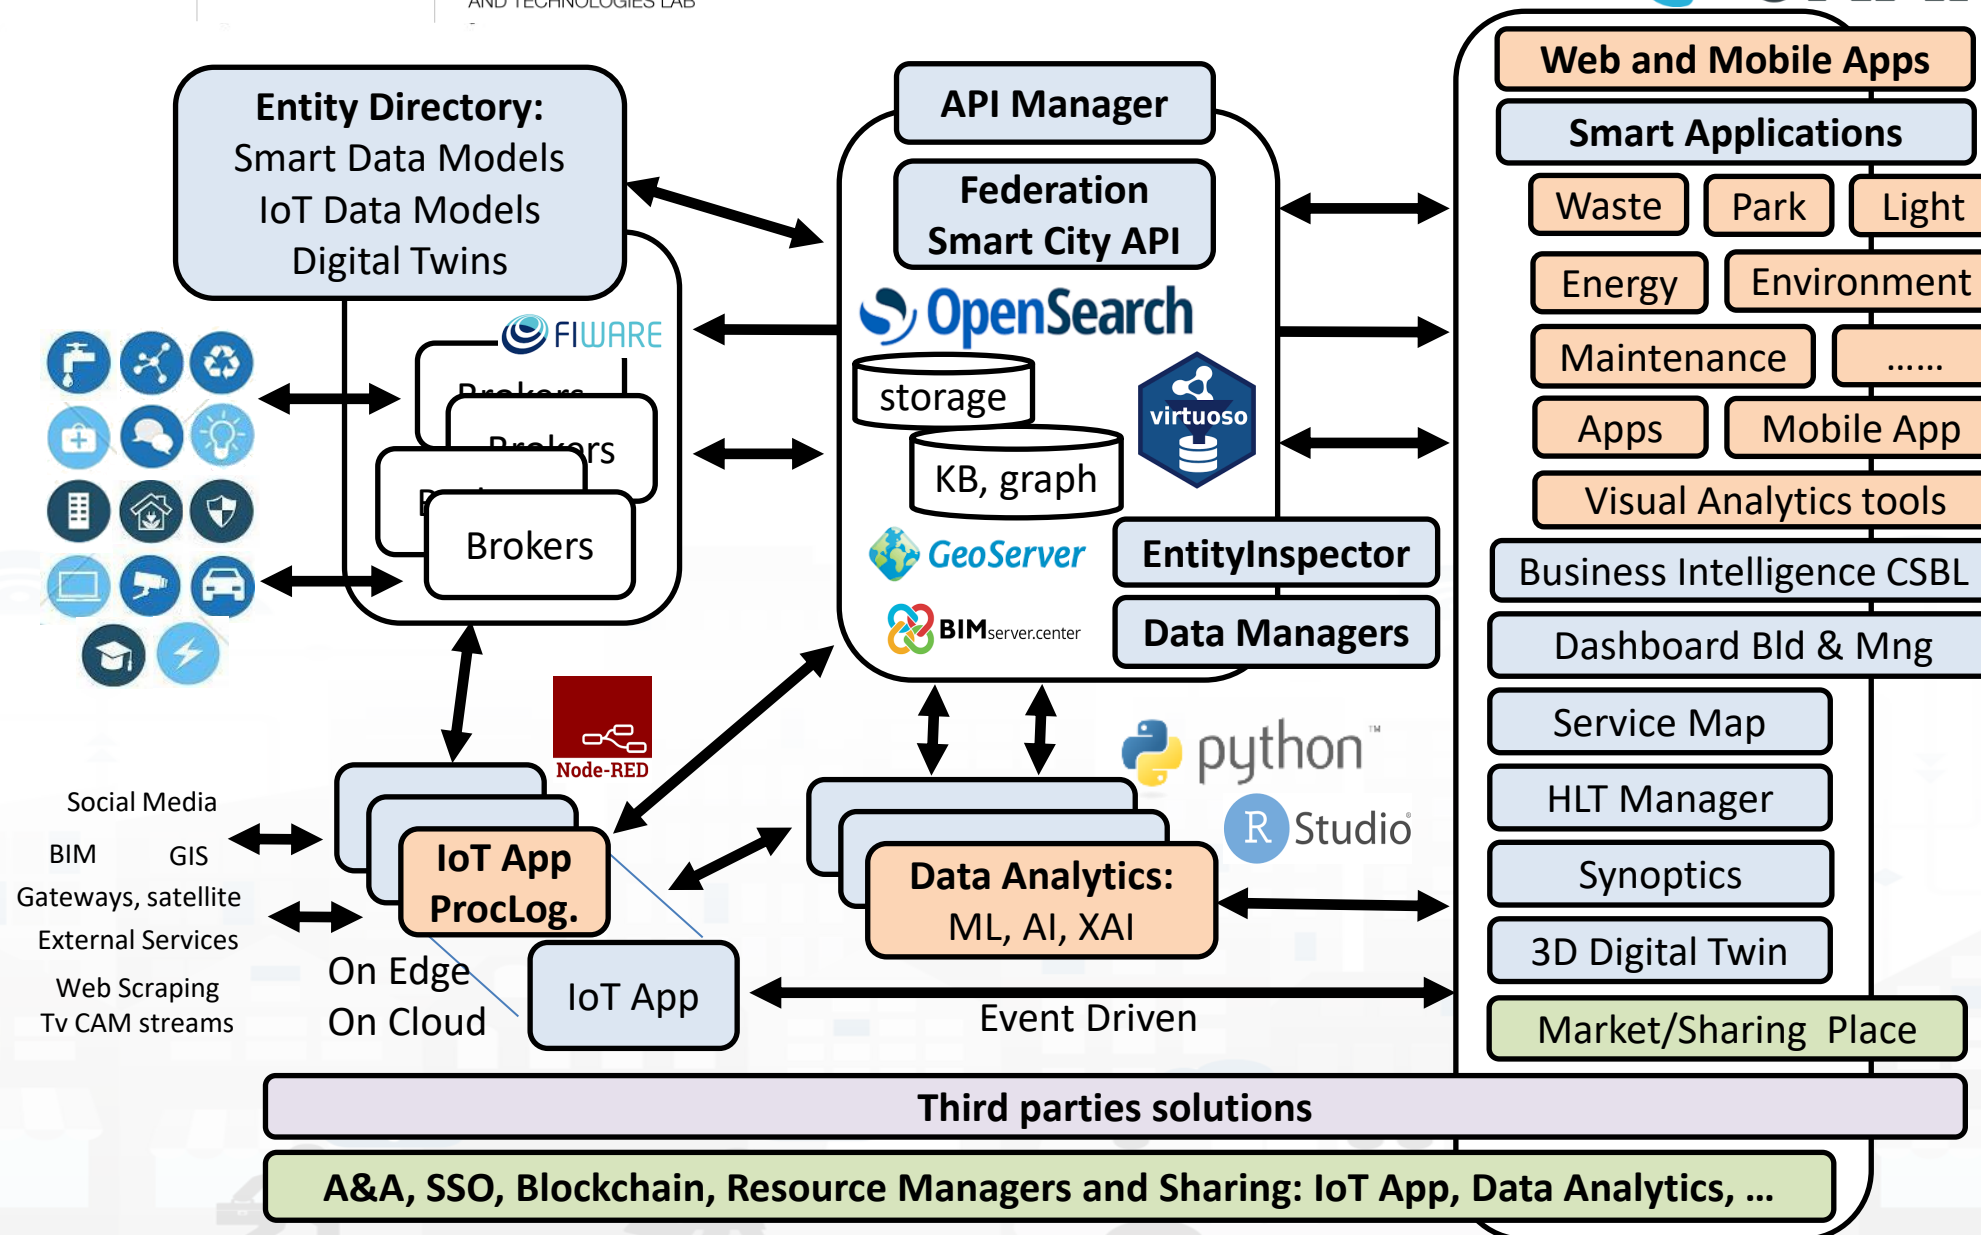 AND TECHNOLOGIES LAB
Entity Directory:
Smart Data Models
IoT Data Models
Digital Twins
FIWARE
Brokers
Brokers
Brokers
API Manager
Federation
Smart City API
OpenSearch
storage
virtuoso
KB, graph
GeoServer
EntityInspector
BIMserver.center
Data Managers
Web and Mobile Apps
Smart Applications
Waste
Park
Light
Energy
Environment
Maintenance
......
Apps
Mobile App
Visual Analytics tools
Business Intelligence CSBL
Dashboard Bld & Mng
Service Map
HLT Manager
Synoptics
3D Digital Twin
Market/Sharing Place
Node-RED
python™
R Studio®
Social Media
BIM GIS
Gateways, satellite
External Services
Web Scraping
Tv CAM streams
IoT App
ProcLog.
On Edge
On Cloud
IoT App
Data Analytics:
ML, AI, XAI
Event Driven
Third parties solutions
A&A, SSO, Blockchain, Resource Managers and Sharing: IoT App, Data Analytics, ...